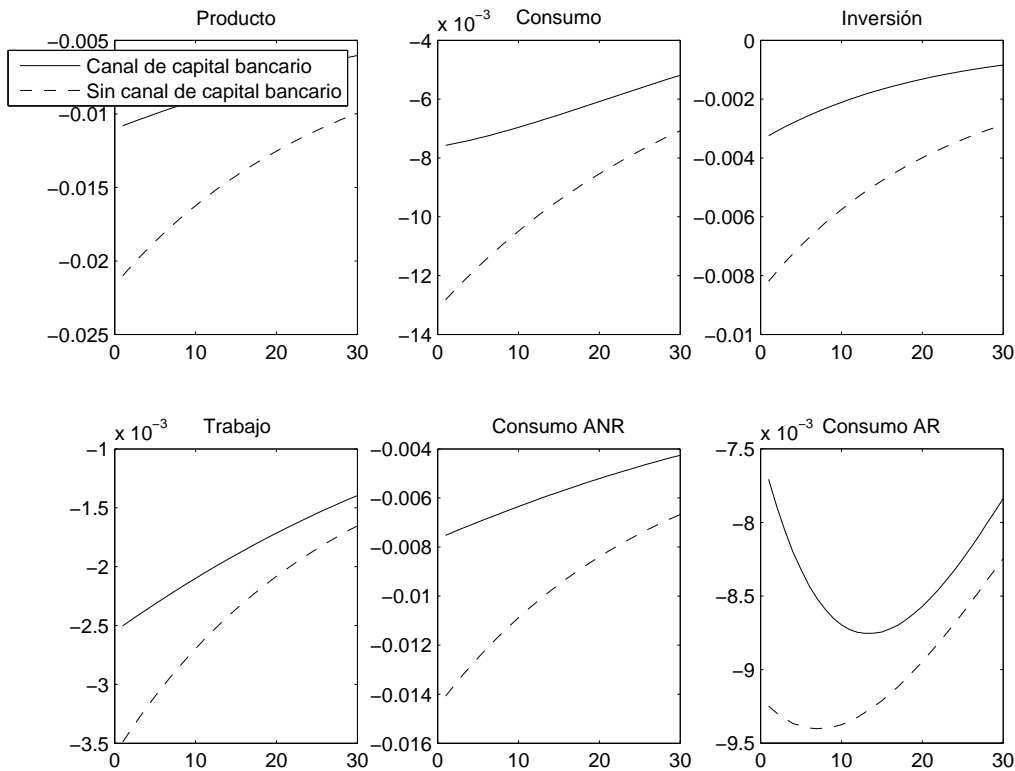 Producto
−0.005
−0.01
−0.015
−0.02
−0.025
0 10 20 30
Canal de capital bancario
Sin canal de capital bancario
x 10−3 Consumo
−4
−6
−8
−10
−12
−14
0 10 20 30
Inversión
0
−0.002
−0.004
−0.006
−0.008
−0.01
0 10 20 30
x 10−3 Trabajo
−1
−1.5
−2
−2.5
−3
−3.5
0 10 20 30
Consumo ANR
−0.004
−0.006
−0.008
−0.01
−0.012
−0.014
−0.016
0 10 20 30
x 10−3 Consumo AR
−7.5
−8
−8.5
−9
−9.5
0 10 20 30